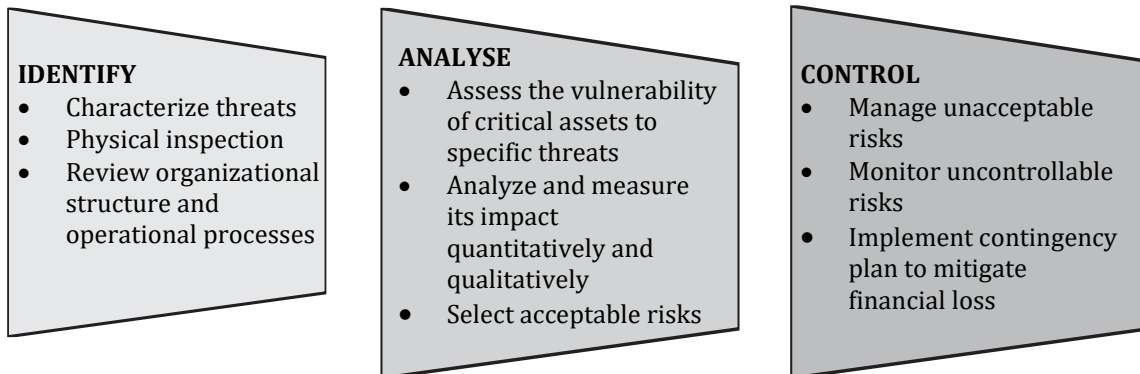 IDENTIFY
• Characterize threats
• Physical inspection
• Review organizational
structure and
operational processes
ANALYSE
• Assess the vulnerability
of critical assets to
specific threats
• Analyze and measure
its impact
quantitatively and
qualitatively
• Select acceptable risks
CONTROL
• Manage unacceptable
risks
• Monitor uncontrollable
risks
• Implement contingency
plan to mitigate
financial loss